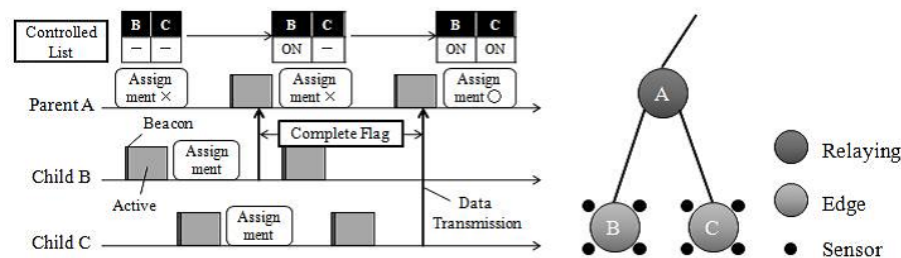 Controlled
List
B C
– –
B C
ON –
B C
ON ON
Assign
ment ×
Assign
ment ×
Assign
ment ○
Parent A
Beacon
Complete Flag
Assign
ment
Child B
Active
Data
Transmission
Assign
ment
Child C
A
B
C
Relaying
Edge
Sensor